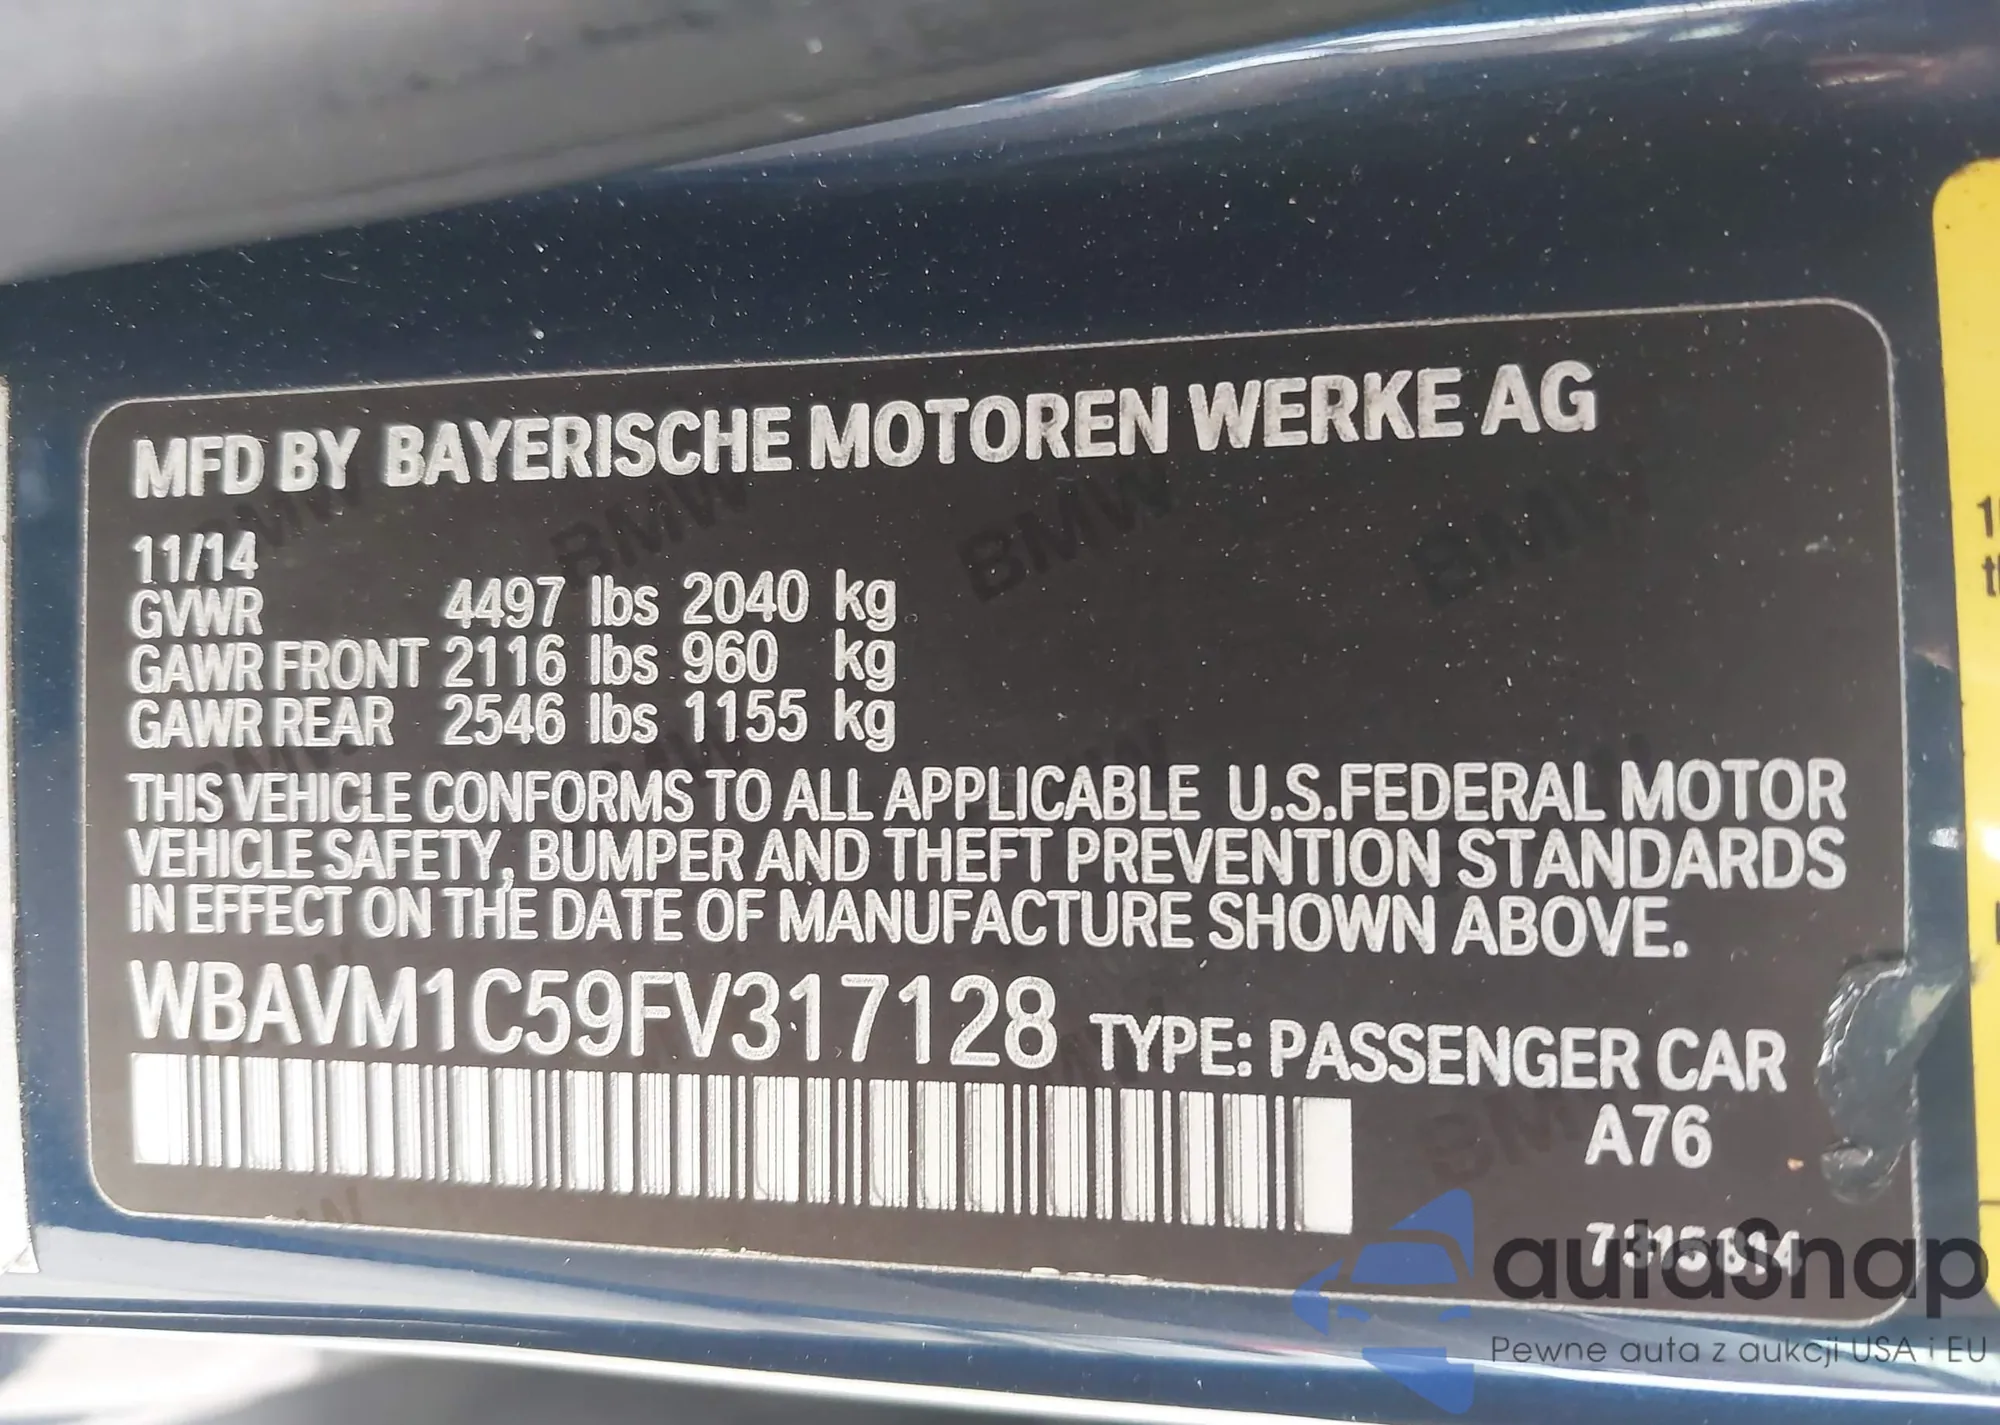 MFD BY BAYERISCHE MOTOREN WERKE AG
11/14
GVWR 4497 lbs 2040 kg
GAWR FRONT 2116 lbs 960 kg
GAWR REAR 2546 lbs 1155 kg
THIS VEHICLE CONFORMS TO ALL APPLICABLE U.S.FEDERAL MOTOR
VEHICLE SAFETY, BUMPER AND THEFT PREVENTION STANDARDS
IN EFFECT ON THE DATE OF MANUFACTURE SHOWN ABOVE.
WBAVM1C59FV317128 TYPE: PASSENGER CAR
A76
autaSnap
Pewne auta z aukcji USA i EU